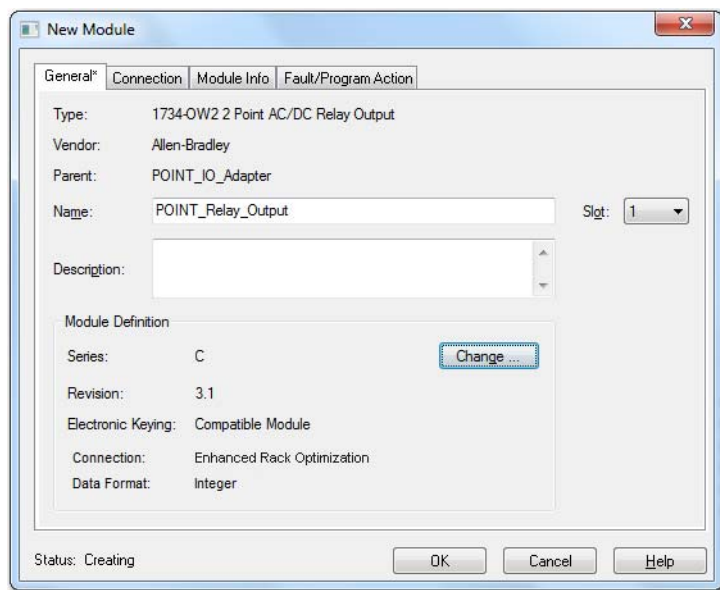 New Module
General* Connection Module Info Fault/Program Action
Type: 1734-OW2 2 Point AC/DC Relay Output
Vendor: Allen-Bradley
Parent: POINT_IO_Adapter
Name: POINT_Relay_Output Slot: 1
Description:
Module Definition
Series: C Change ...
Revision: 3.1
Electronic Keying: Compatible Module
Connection: Enhanced Rack Optimization
Data Format: Integer
Status: Creating OK Cancel Help